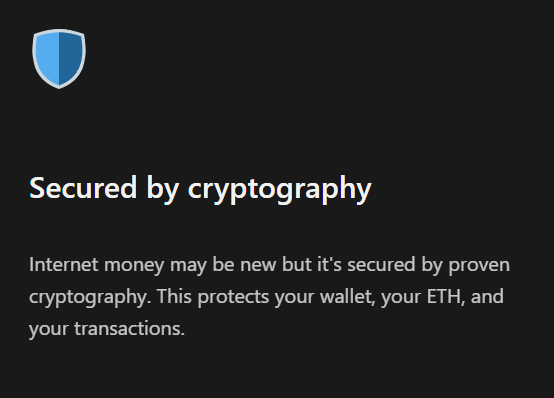 Secured by cryptography
Internet money may be new but it's secured by proven
cryptography. This protects your wallet, your ETH, and
your transactions.